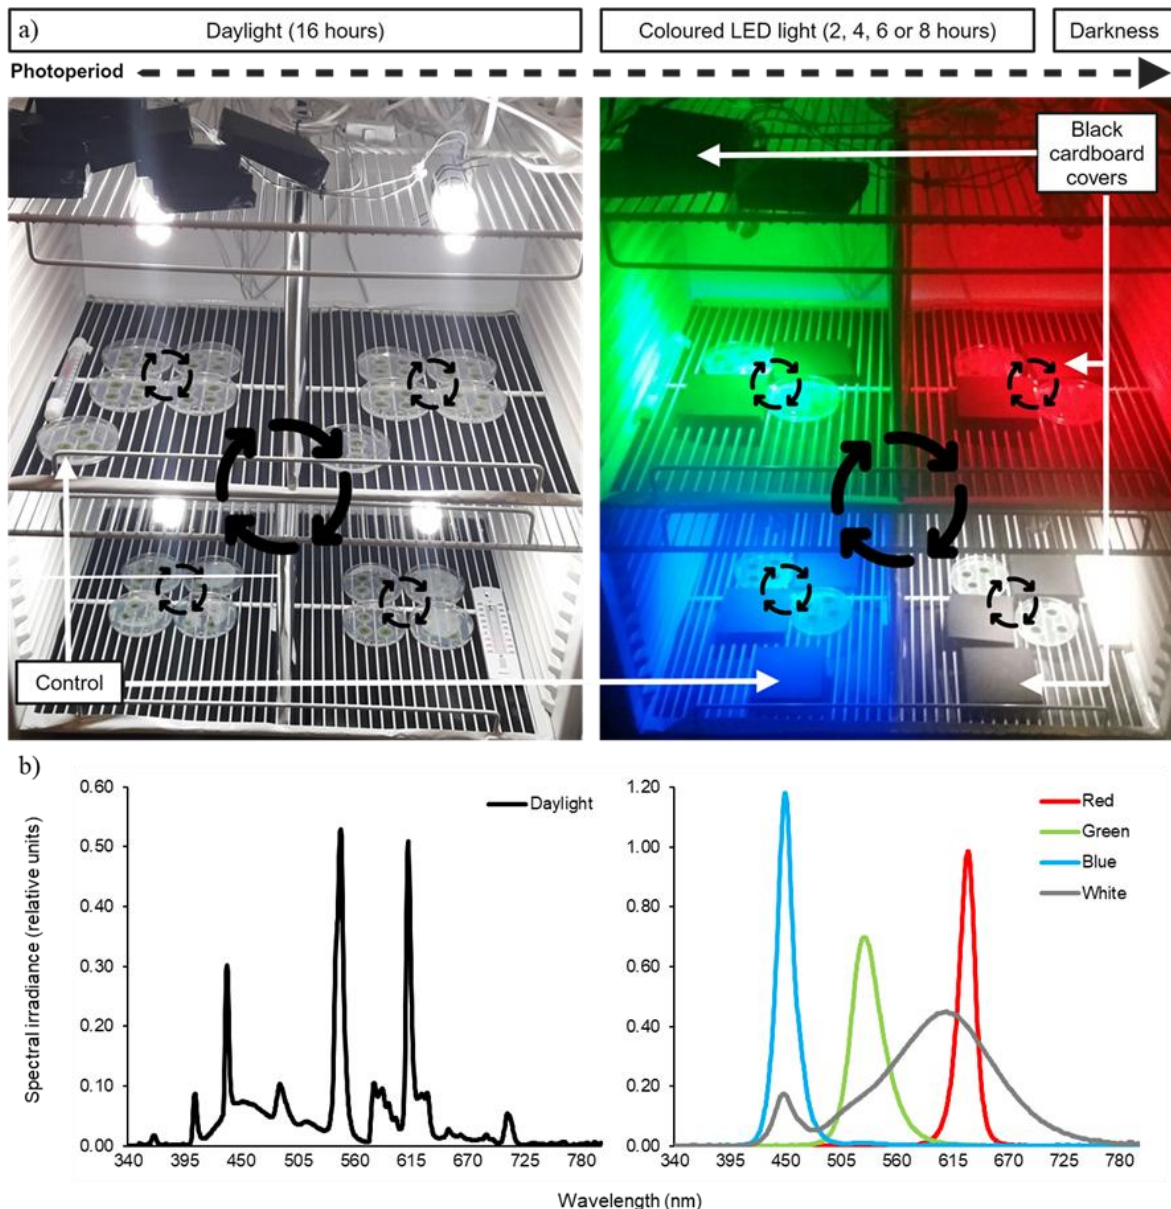 a)
Daylight (16 hours)
Coloured LED light (2, 4, 6 or 8 hours)
Darkness
Photoperiod
Black
cardboard
covers
Control
b)
Spectral irradiance (relative units)
0.60
0.50
0.40
0.30
0.20
0.10
0.00
340 395 450 505 560 615 670 725 780
Daylight
1.20
1.00
0.80
0.60
0.40
0.20
0.00
340 395 450 505 560 615 670 725 780
Red
Green
Blue
White
Wavelength (nm)